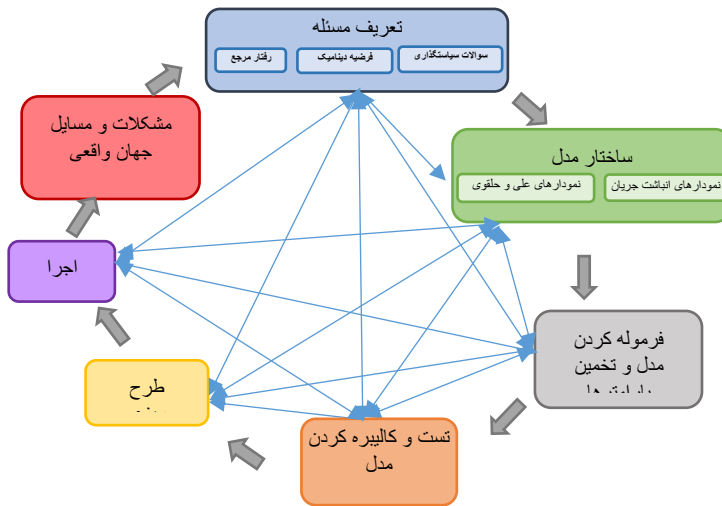 تعریف مسئله
سوالات سیاستگذاری
فرضیه دینامیک
رفتار مرجع
ساختار مدل
نمودارهای انباشت جریان
نمودارهای علی و حلقوی
فرموله کردن
مدل و تخمین
پارامترها
تست و کالیبره کردن
مدل
طرح
اجرا
مشکلات و مسایل
جهان واقعی